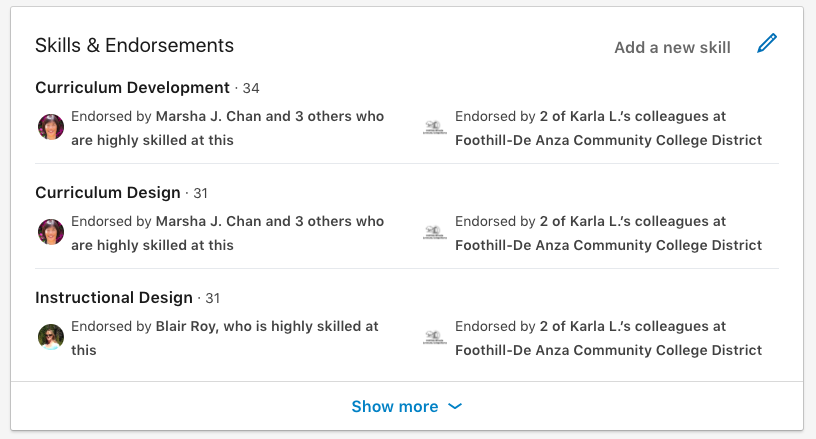 Skills & Endorsements
Add a new skill
Curriculum Development · 34
Endorsed by Marsha J. Chan and 3 others who
are highly skilled at this
Endorsed by 2 of Karla L.'s colleagues at
Foothill-De Anza Community College District
Curriculum Design · 31
Endorsed by Marsha J. Chan and 3 others who
are highly skilled at this
Endorsed by 2 of Karla L.'s colleagues at
Foothill-De Anza Community College District
Instructional Design · 31
Endorsed by Blair Roy, who is highly skilled at
this
Endorsed by 2 of Karla L.'s colleagues at
Foothill-De Anza Community College District
Show more